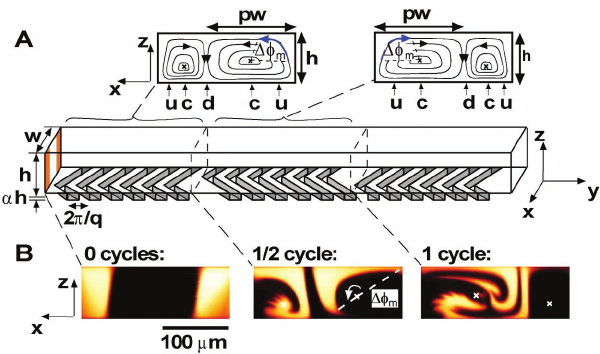 A
pw
pw
z
x
h
Δϕm
Δϕm
h
u c d c u
u c d c u
w
h
αh
2π/q
z
y
x
B
0 cycles:
1/2 cycle:
1 cycle:
z
x
Δϕm
100 μm